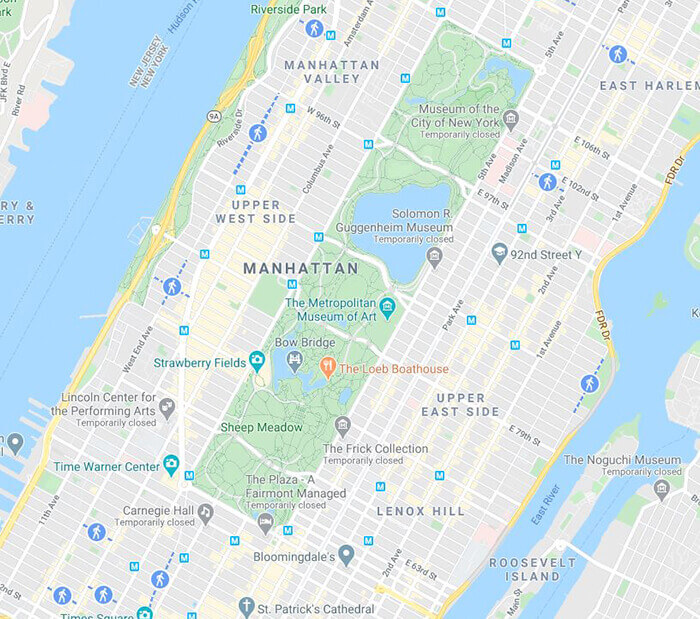 Riverside Park
Amsterdam Av
Hudson
NEW JERSEY
NEW YORK
JFK Blvd E
River Rd
MANHATTAN
VALLEY
EAST HARLEM
5th Ave
9A
Riverside Dr
W 96th St
Columbus Ave
Museum of the
City of New York
Temporarily closed
5th Ave
Madison Ave
E 106th St
E 102nd St
E 97th St
3rd Ave
1st Avenue
FDR Dr
RY &
ERRY
UPPER
WEST SIDE
Solomon R.
Guggenheim Museum
Temporarily closed
92nd Street Y
MANHATTAN
2nd Ave
The Metropolitan
Museum of Art
Park Ave
1st Avenue
FDR Dr
West End Ave
Bow Bridge
Strawberry Fields
The Loeb Boathouse
Lincoln Center for
the Performing Arts
Temporarily closed
UPPER
EAST SIDE
Sheep Meadow
E 79th St
The Frick Collection
Temporarily closed
Time Warner Center
The Noguchi Museum
Temporarily closed
The Plaza - A
Fairmont Managed
Temporarily closed
11th Ave
Carnegie Hall
Temporarily closed
LENOX HILL
East River
Bloomingdale's
2nd Ave
E 63rd St
ROOSEVELT
ISLAND
Main St
Times Square
St. Patrick's Cathedral